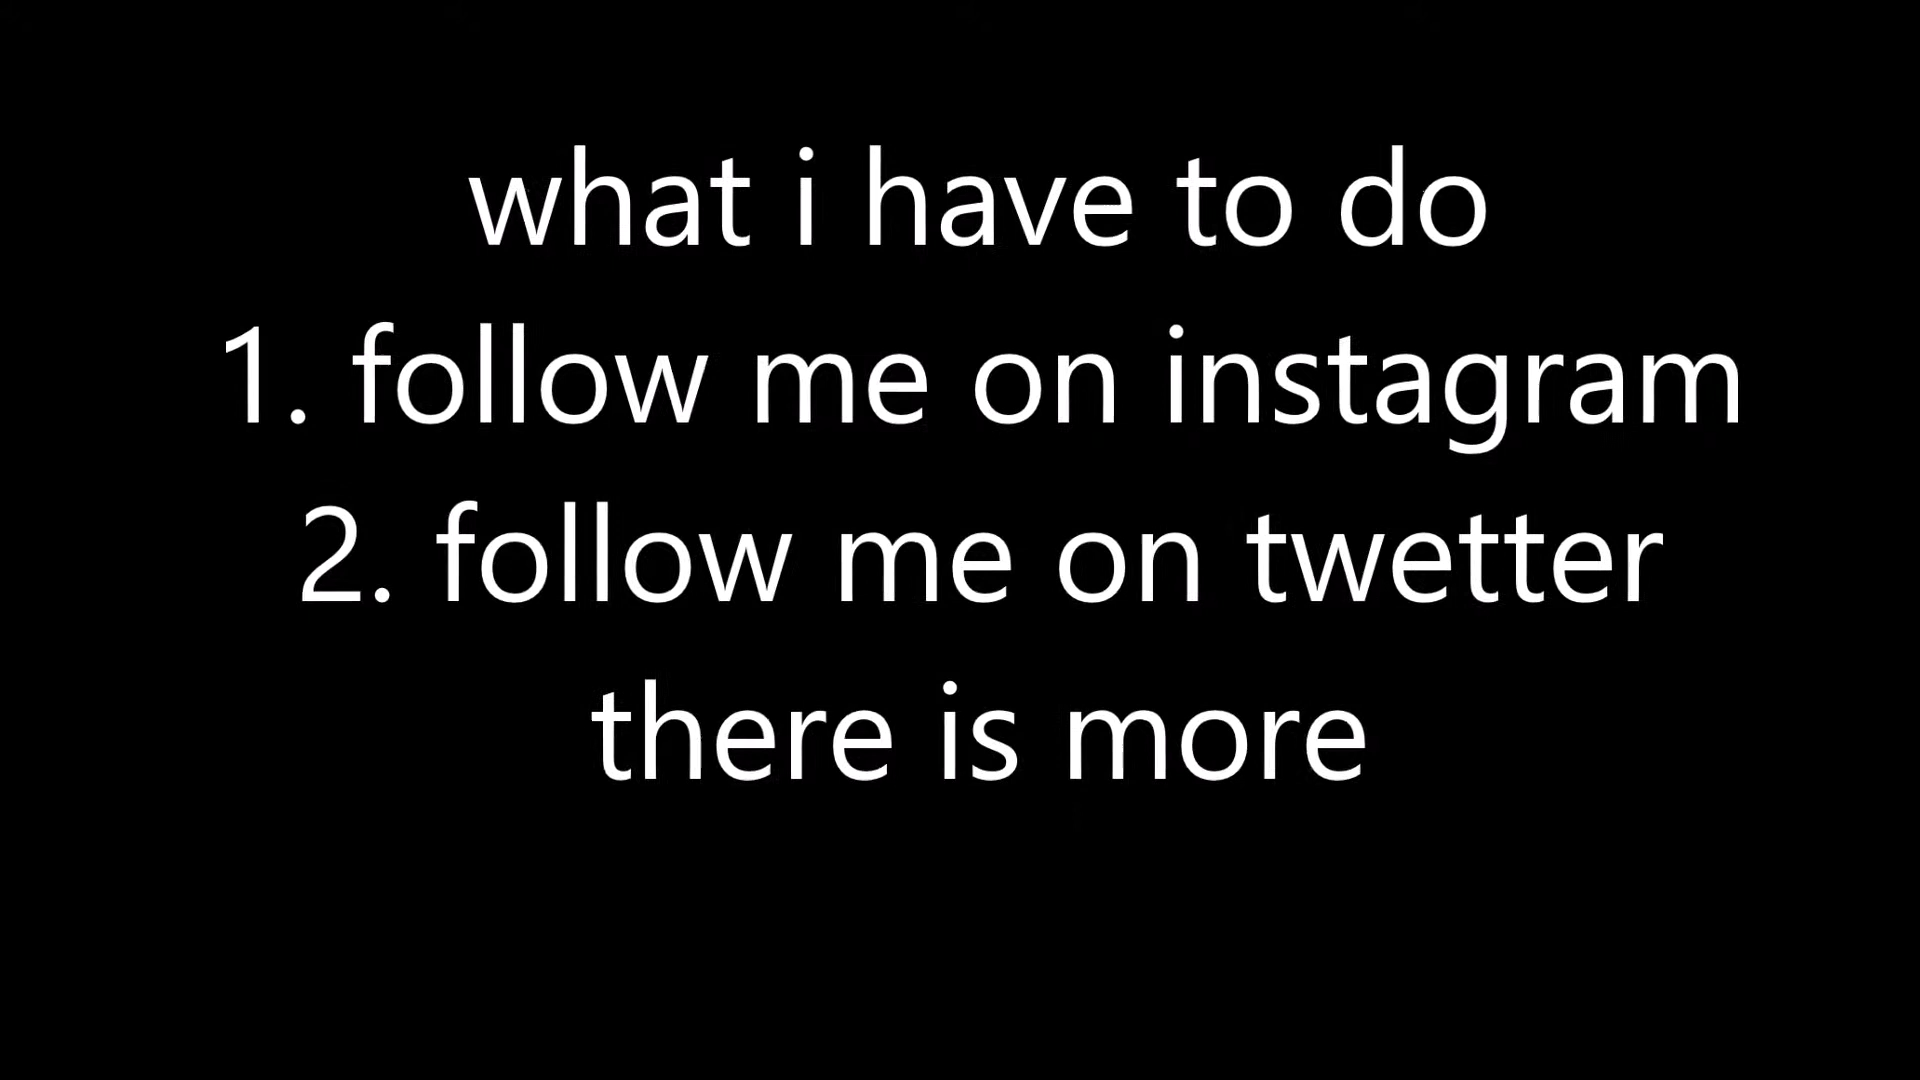 what i have to do
1. follow me on instagram
2. follow me on twetter
there is more